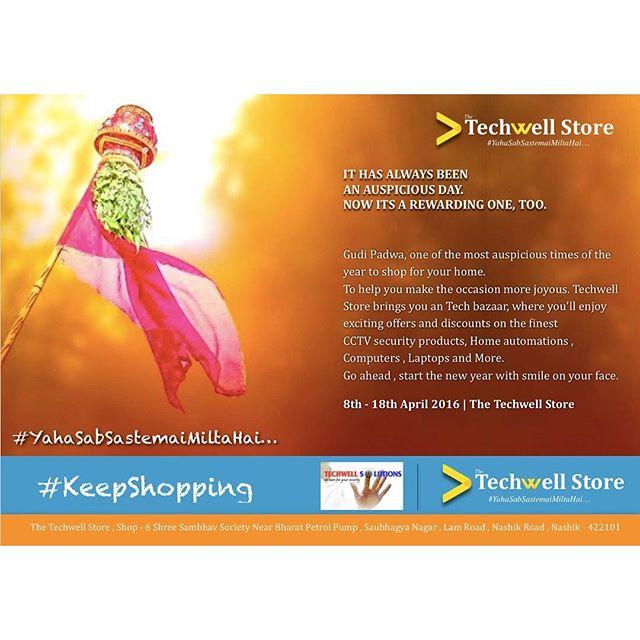 The
Techwell Store
#YahaSabSastemaiMiltaHai...
IT HAS ALWAYS BEEN
AN AUSPICIOUS DAY.
NOW ITS A REWARDING ONE, TOO.
Gudi Padwa, one of the most auspicious times of the
year to shop for your home.
To help you make the occasion more joyous. Techwell
Store brings you an Tech bazaar, where you'll enjoy
exciting offers and discounts on the finest
CCTV security products, Home automations ,
Computers , Laptops and More.
Go ahead , start the new year with smile on your face.
8th - 18th April 2016 | The Techwell Store
#YahaSabSastemaiMiltaHai...
#KeepShopping
TECHWELL SOLUTIONS
The
Techwell Store
#YahaSabSastemaiMiltaHai...
The Techwell Store , Shop - 6 Shree Sambhav Society Near Bharat Petrol Pump , Saubhagya Nagar , Lam Road , Nashik Road , Nashik - 422101